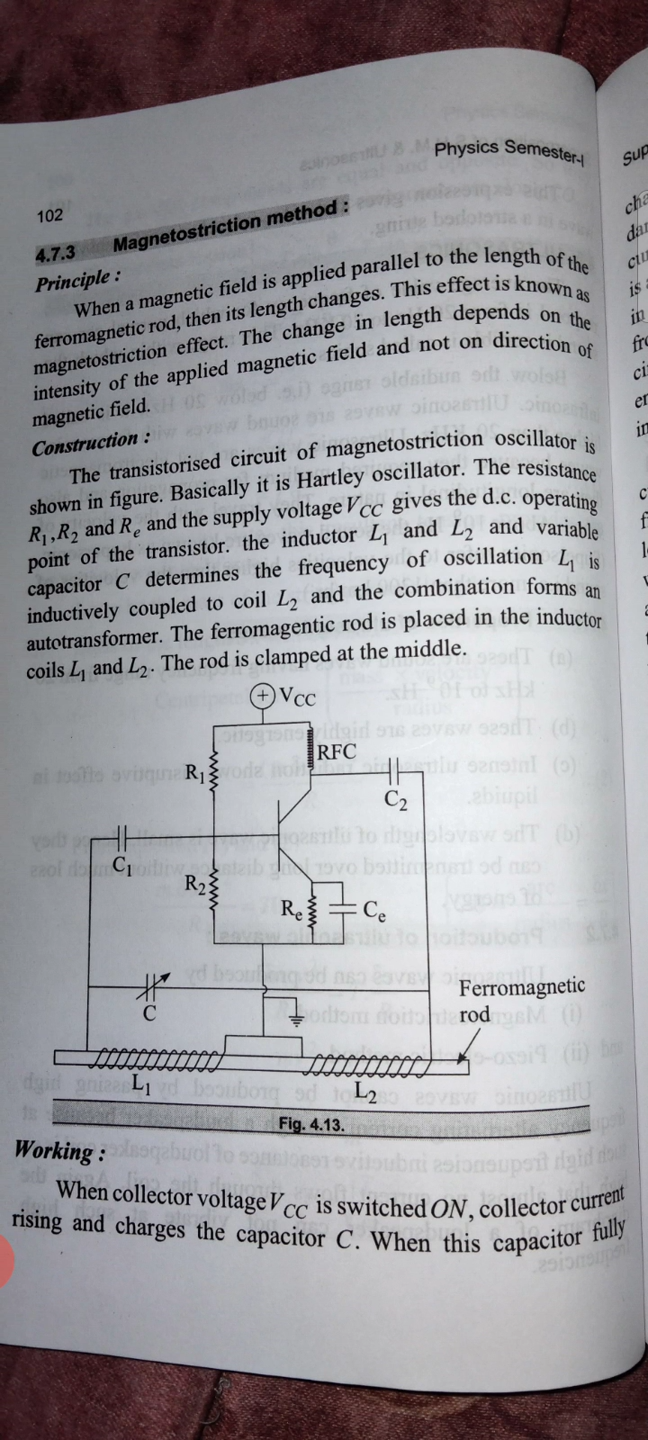 Physics Semester-I
102
4.7.3 Magnetostriction method :
Principle :
When a magnetic field is applied parallel to the length of the
ferromagnetic rod, then its length changes. This effect is known as
magnetostriction effect. The change in length depends on the
intensity of the applied magnetic field and not on direction of
magnetic field.
Construction :
The transistorised circuit of magnetostriction oscillator is
shown in figure. Basically it is Hartley oscillator. The resistance
R₁,R₂ and Rₑ and the supply voltage V_CC gives the d.c. operating
point of the transistor. the inductor L₁ and L₂ and variable
capacitor C determines the frequency of oscillation L₁ is
inductively coupled to coil L₂ and the combination forms an
autotransformer. The ferromagentic rod is placed in the inductor
coils L₁ and L₂. The rod is clamped at the middle.
+ V_CC
RFC
R₁
C₂
C₁
R₂
Rₑ
Cₑ
C
Ferromagnetic
rod
L₁
L₂
Fig. 4.13.
Working :
When collector voltage V_CC is switched ON, collector current
rising and charges the capacitor C. When this capacitor fully
Sup